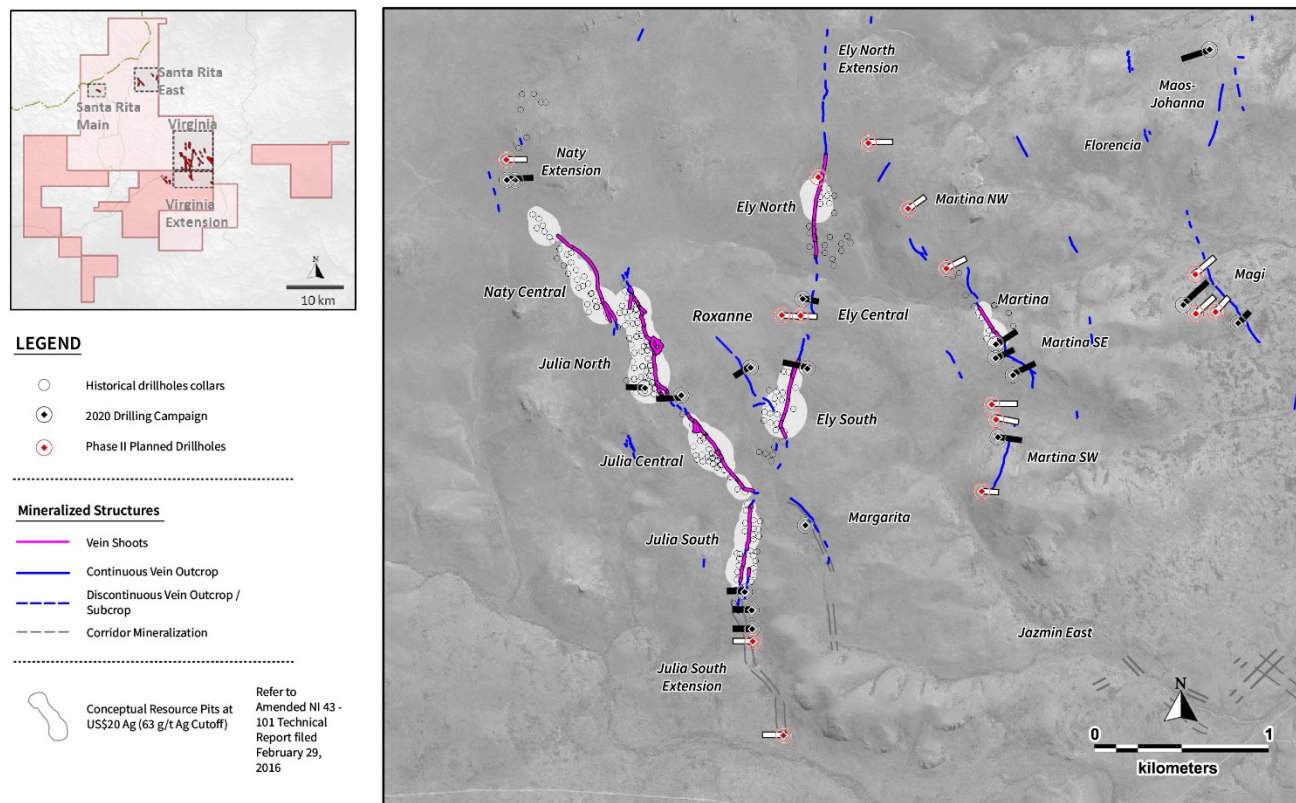 Santa Rita
East
Santa Rita
Main
Virginia
Virginia
Extension
N
10 km
LEGEND
Historical drillholes collars
2020 Drilling Campaign
Phase II Planned Drillholes
Mineralized Structures
Vein Shoots
Continuous Vein Outcrop
Discontinuous Vein Outcrop /
Subcrop
Corridor Mineralization
Conceptual Resource Pits at
US$20 Ag (63 g/t Ag Cutoff)
Refer to
Amended NI 43 -
101 Technical
Report filed
February 29,
2016
Ely North
Extension
Maos-
Johanna
Florencia
Naty
Extension
Ely North
Martina NW
Naty Central
Magi
Martina
Roxanne
Ely Central
Martina SE
Julia North
Ely South
Julia Central
Martina SW
Margarita
Julia South
Jazmin East
Julia South
Extension
N
0
1
kilometers